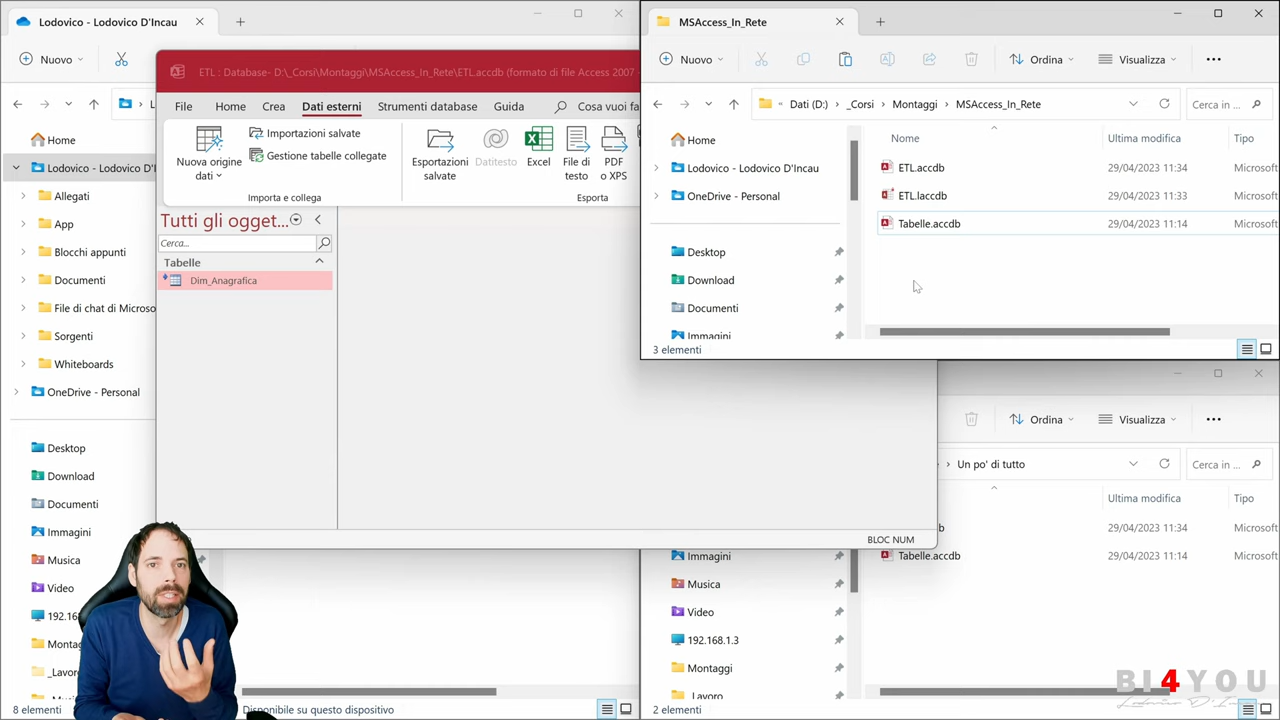 Lodovico - Lodovico D'Incau
Nuovo
L
Home
Lodovico - Lodovico D'I
Allegati
App
Blocchi appunti
Documenti
File di chat di Microso
Sorgenti
Whiteboards
OneDrive - Personal
Desktop
Download
Documenti
Immagini
Musica
Video
192.16
Montag
_Lavoro
8 elementi
Disponibile su questo dispositivo
ETL : Database- D:\_Corsi\Montaggi\MSAccess_In_Rete\ETL.accdb (formato di file Access 2007 -
File
Home
Crea
Dati esterni
Strumenti database
Guida
Cosa vuoi fa
Nuova origine
dati
Importazioni salvate
Gestione tabelle collegate
Importa e collega
Esportazioni
salvate
Datitesto
Excel
File di
testo
PDF
o XPS
Esporta
Tutti gli ogget...
Cerca...
Tabelle
Dim_Anagrafica
BLOC NUM
MSAccess_In_Rete
Nuovo
Ordina
Visualizza
Dati (D:)
_Corsi
Montaggi
MSAccess_In_Rete
Cerca in ...
Home
Lodovico - Lodovico D'Incau
OneDrive - Personal
Desktop
Download
Documenti
Immagini
Nome
Ultima modifica
Tipo
ETL.accdb
29/04/2023 11:34
Microsoft
ETL.laccdb
29/04/2023 11:33
Microsoft
Tabelle.accdb
29/04/2023 11:14
Microsoft
3 elementi
Ordina
Visualizza
Un po' di tutto
Cerca in ...
Ultima modifica
Tipo
db
29/04/2023 11:34
Microsoft
Tabelle.accdb
29/04/2023 11:14
Microsoft
Immagini
Musica
Video
192.168.1.3
Montaggi
_Lavoro
2 elementi
BI4YOU